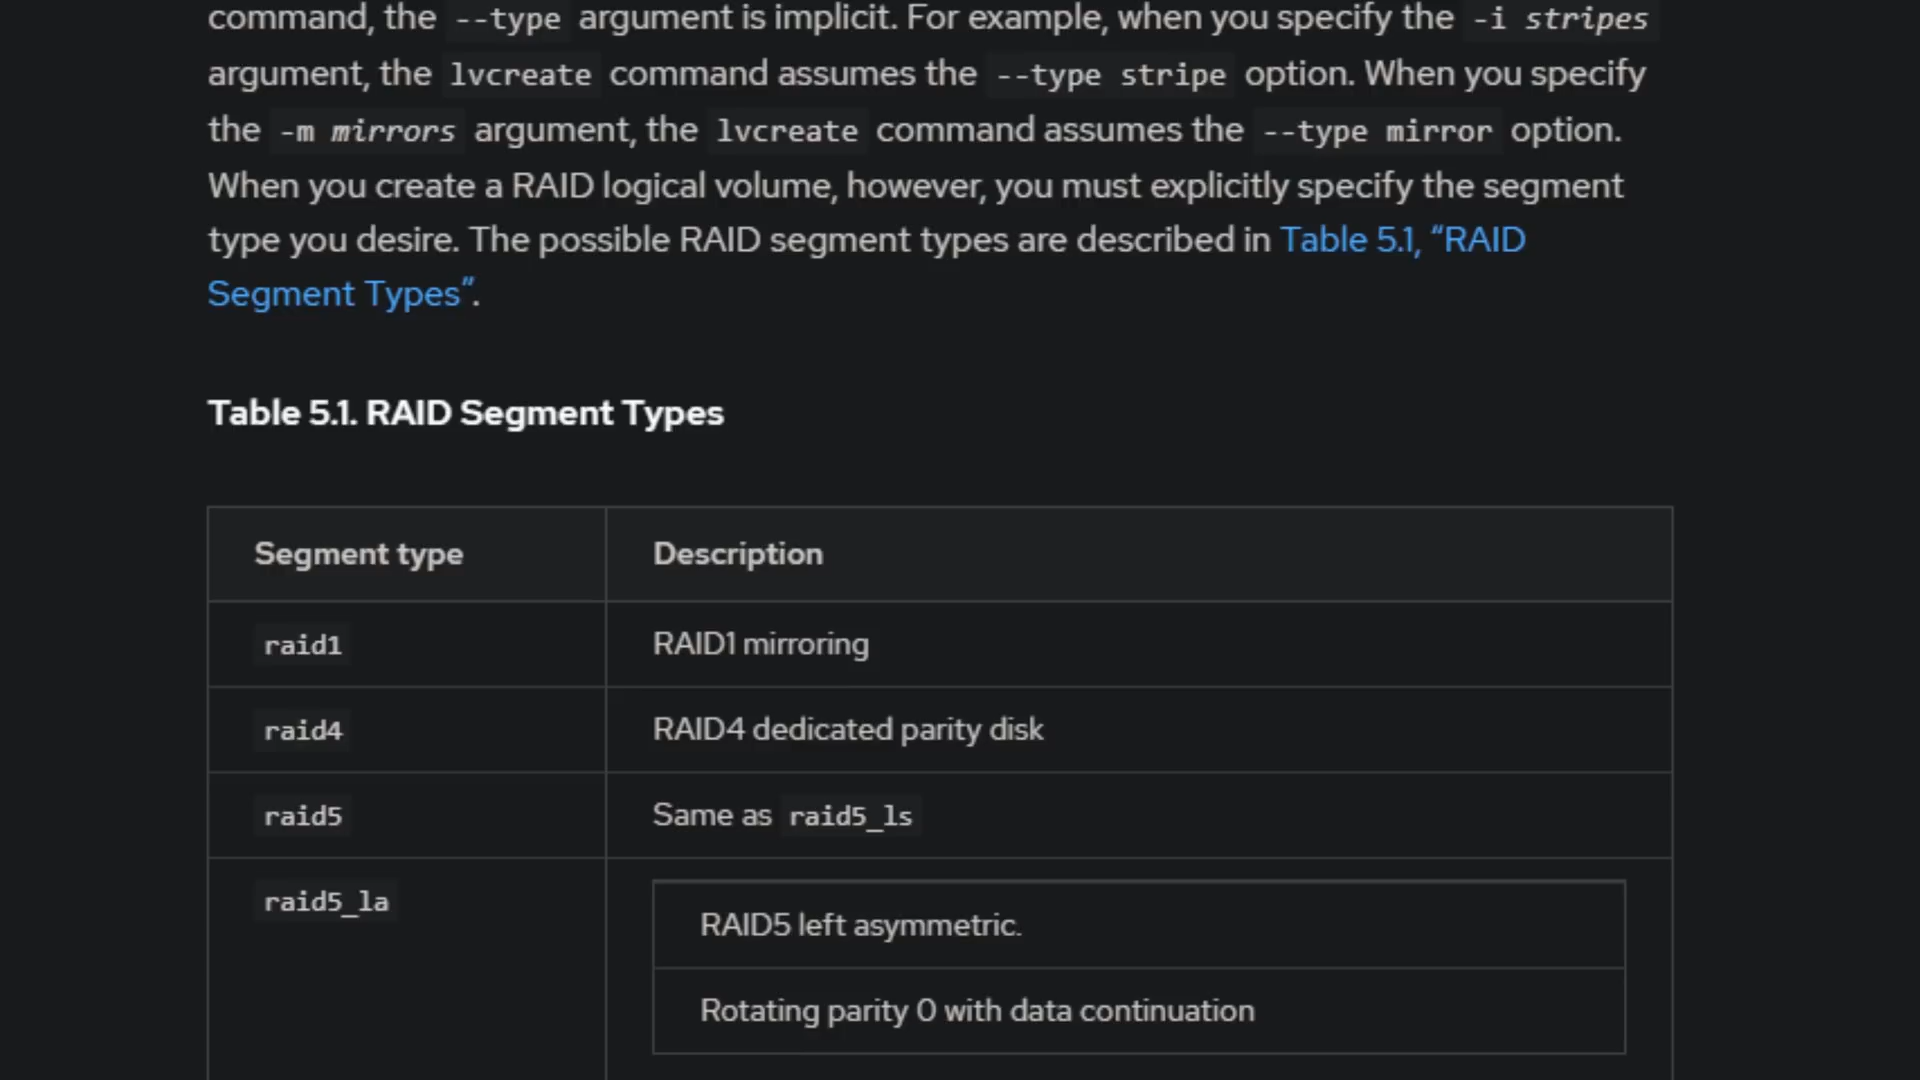 command, the --type argument is implicit. For example, when you specify the -i stripes
argument, the lvcreate command assumes the --type stripe option. When you specify
the -m mirrors argument, the lvcreate command assumes the --type mirror option.
When you create a RAID logical volume, however, you must explicitly specify the segment
type you desire. The possible RAID segment types are described in Table 5.1, “RAID
Segment Types”.
Table 5.1. RAID Segment Types
Segment type Description
raid1 RAID1 mirroring
raid4 RAID4 dedicated parity disk
raid5 Same as raid5_ls
raid5_la RAID5 left asymmetric.
Rotating parity 0 with data continuation